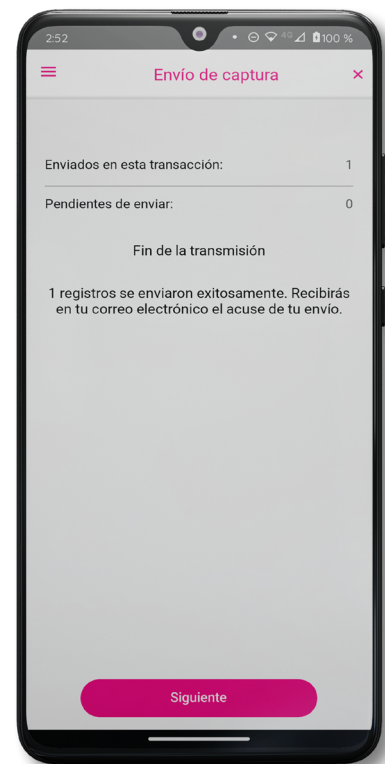 2:52
4G
100 %
Envío de captura
Enviados en esta transacción: 1
Pendientes de enviar: 0
Fin de la transmisión
1 registros se enviaron exitosamente. Recibirás
en tu correo electrónico el acuse de tu envío.
Siguiente